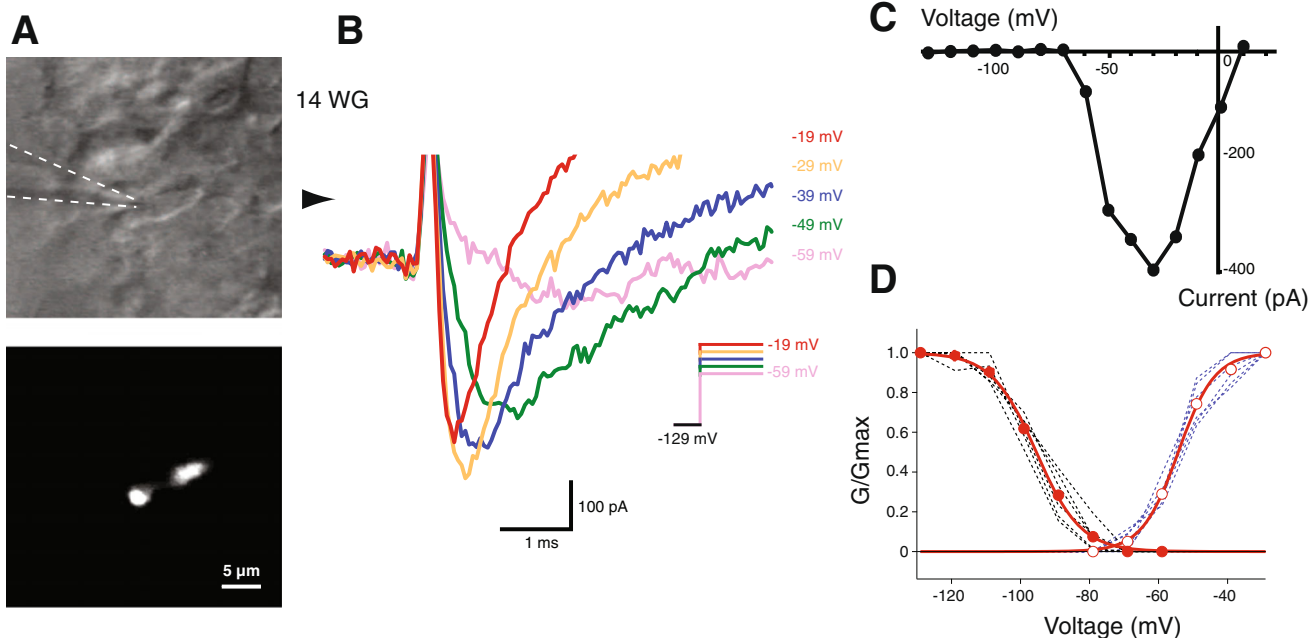 A
5 µm
B
14 WG
-19 mV
-29 mV
-39 mV
-49 mV
-59 mV
-19 mV
-59 mV
-129 mV
100 pA
1 ms
C
Voltage (mV)
-100
-50
0
-200
-400
Current (pA)
D
G/Gmax
1.0
0.8
0.6
0.4
0.2
0
-120
-100
-80
-60
-40
Voltage (mV)